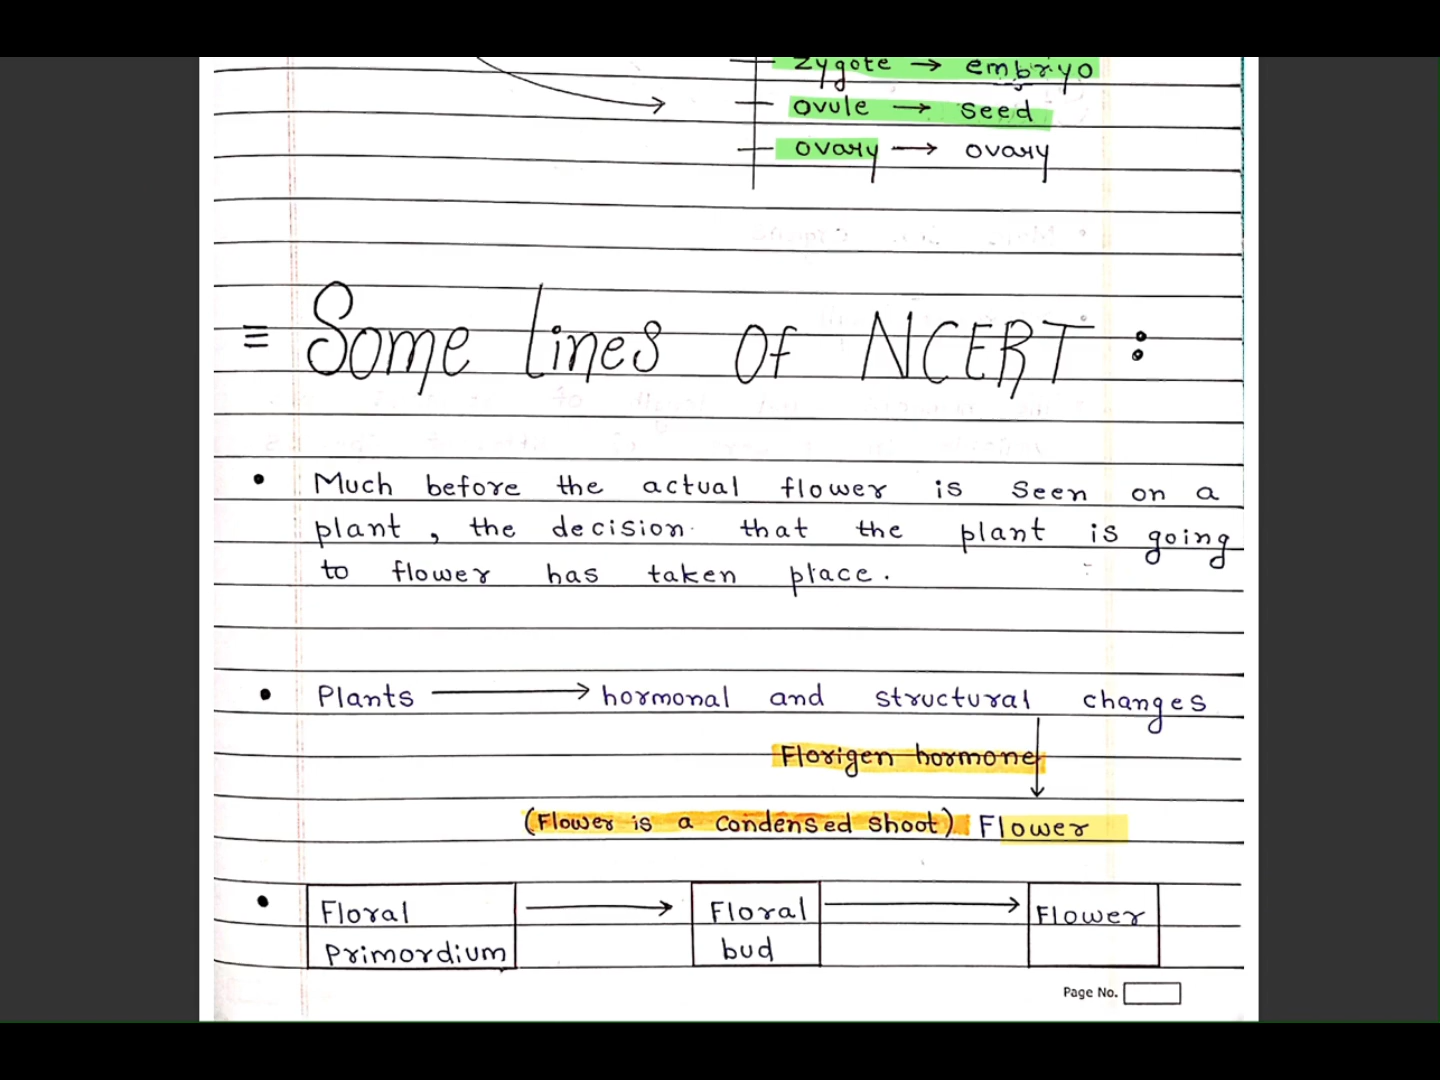 zygote → embryo
ovule → seed
ovary → ovary
= Some lines of NCERT :
• Much before the actual flower is seen on a
plant, the decision that the plant is going
to flower has taken place.
• Plants → hormonal and structural changes
Florigen hormone
(Flower is a condensed shoot) Flower
• Floral → Floral → Flower
Primordium bud
Page No.